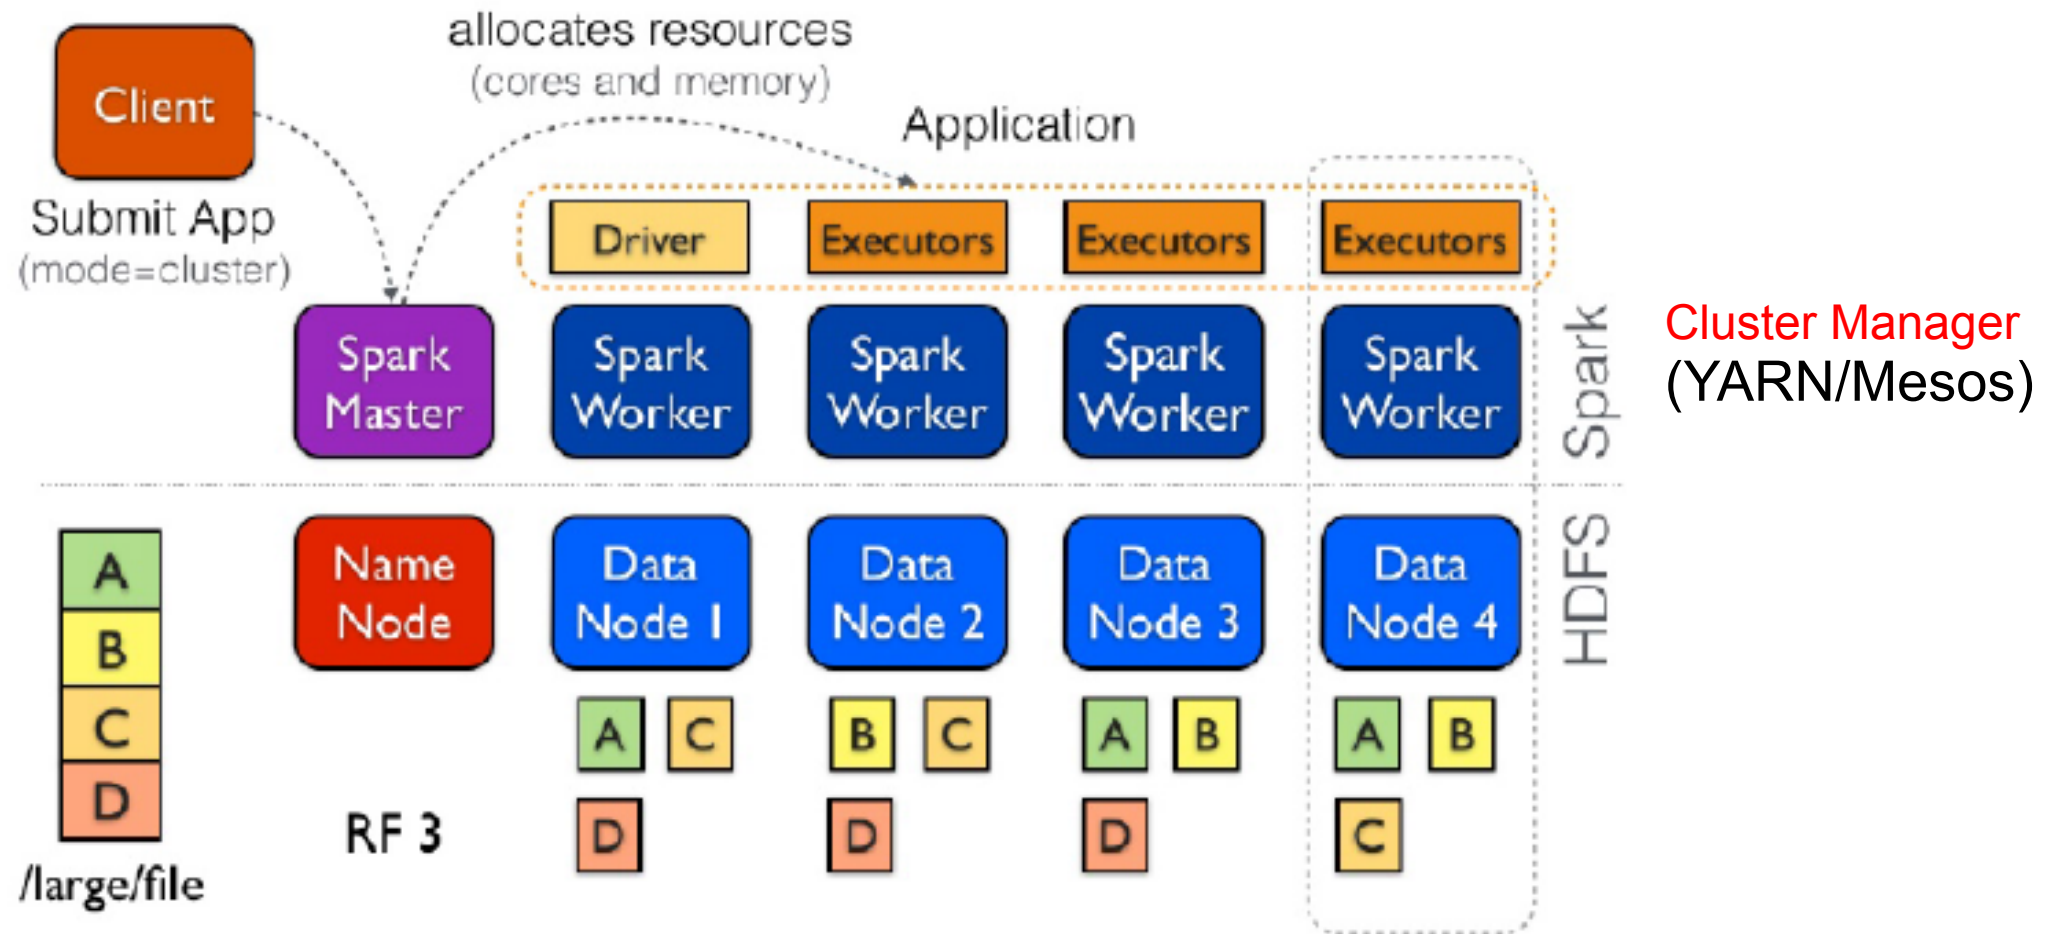 allocates resources
(cores and memory)
Client
Application
Submit App
(mode=cluster)
Driver
Executors
Executors
Executors
Spark
Master
Spark
Worker
Spark
Worker
Spark
Worker
Spark
Worker
Spark
Cluster Manager
(YARN/Mesos)
A
B
C
D
/large/file
Name
Node
Data
Node 1
Data
Node 2
Data
Node 3
Data
Node 4
HDFS
RF 3
A C
D
B C
D
A B
D
A B
C